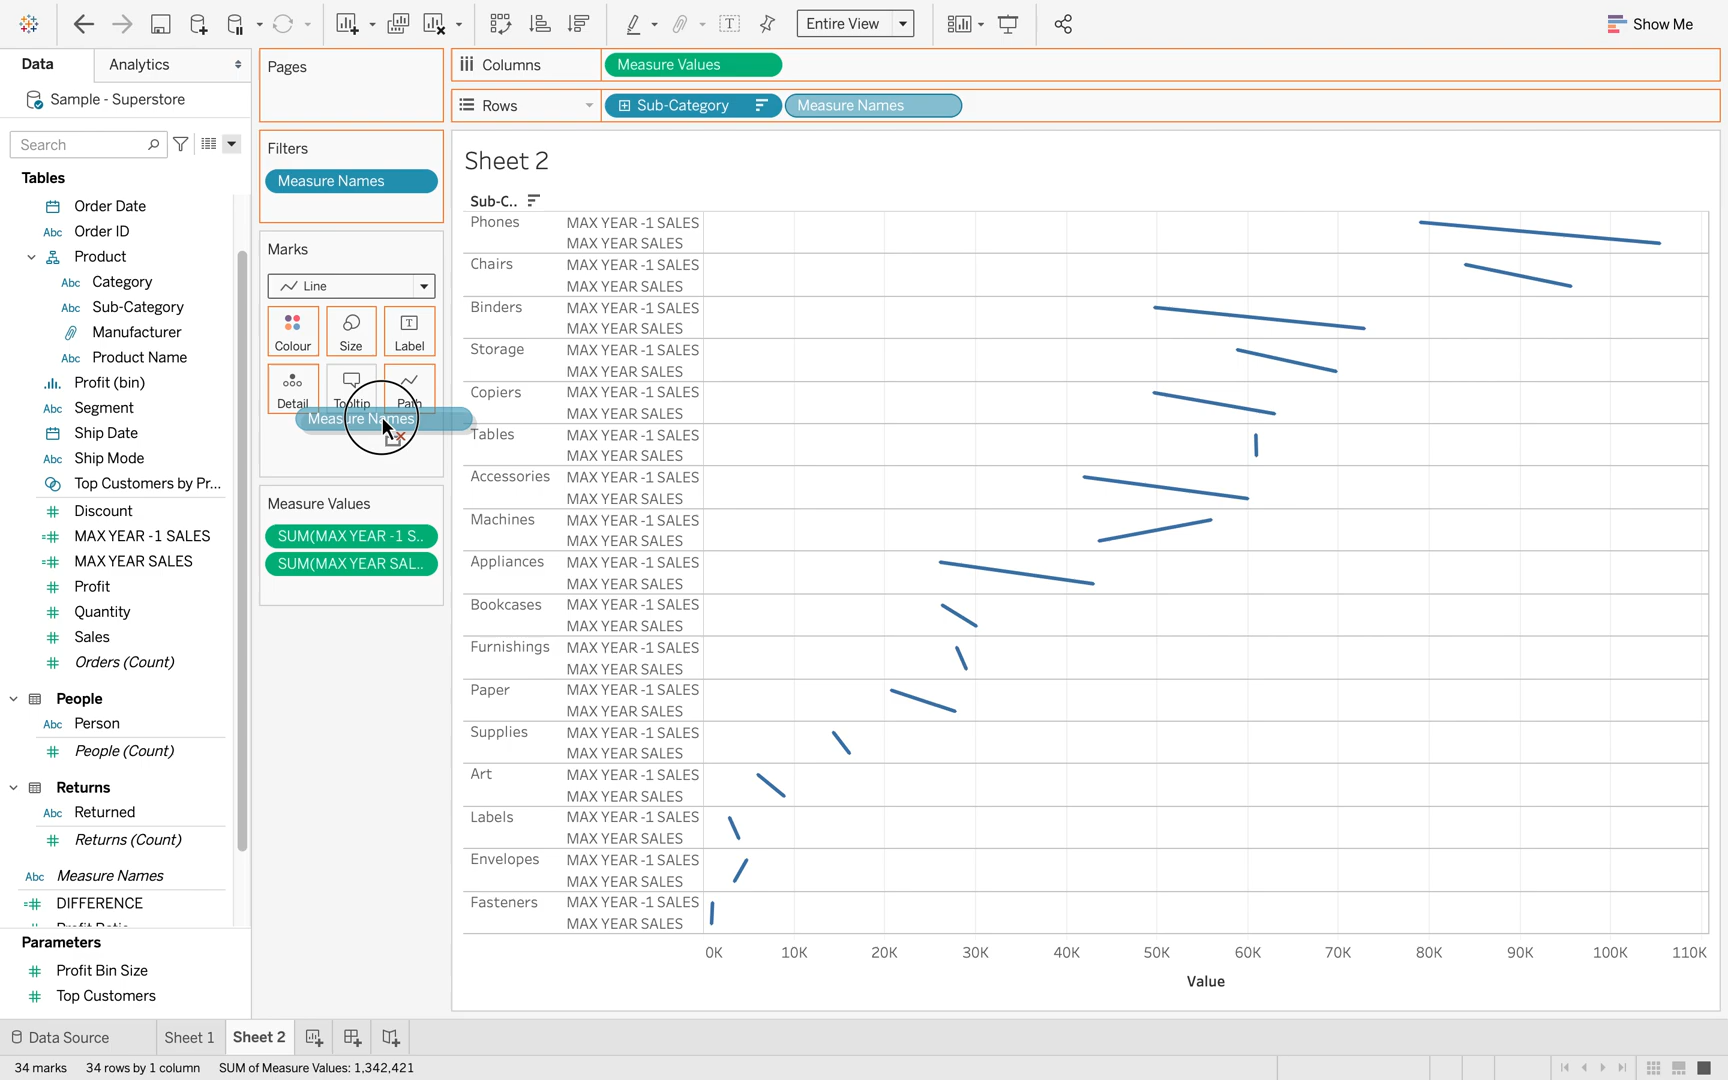 Entire View
Show Me
Data
Analytics
Sample - Superstore
Search
Tables
Order Date
Abc Order ID
Product
Abc Category
Abc Sub-Category
Manufacturer
Abc Product Name
Profit (bin)
Abc Segment
Ship Date
Abc Ship Mode
Top Customers by Pr...
# Discount
=# MAX YEAR -1 SALES
=# MAX YEAR SALES
# Profit
# Quantity
# Sales
# Orders (Count)
People
Abc Person
# People (Count)
Returns
Abc Returned
# Returns (Count)
Abc Measure Names
=# DIFFERENCE
Profit Ratio
Parameters
# Profit Bin Size
# Top Customers
Pages
Filters
Measure Names
Marks
Line
Colour
Size
Label
Detail
Tooltip
Path
Measure Names
Measure Values
SUM(MAX YEAR -1 S..
SUM(MAX YEAR SAL..
Columns
Measure Values
Rows
Sub-Category
Measure Names
Sheet 2
Sub-C..
Phones
MAX YEAR -1 SALES
MAX YEAR SALES
Chairs
MAX YEAR -1 SALES
MAX YEAR SALES
Binders
MAX YEAR -1 SALES
MAX YEAR SALES
Storage
MAX YEAR -1 SALES
MAX YEAR SALES
Copiers
MAX YEAR -1 SALES
MAX YEAR SALES
Tables
MAX YEAR -1 SALES
MAX YEAR SALES
Accessories
MAX YEAR -1 SALES
MAX YEAR SALES
Machines
MAX YEAR -1 SALES
MAX YEAR SALES
Appliances
MAX YEAR -1 SALES
MAX YEAR SALES
Bookcases
MAX YEAR -1 SALES
MAX YEAR SALES
Furnishings
MAX YEAR -1 SALES
MAX YEAR SALES
Paper
MAX YEAR -1 SALES
MAX YEAR SALES
Supplies
MAX YEAR -1 SALES
MAX YEAR SALES
Art
MAX YEAR -1 SALES
MAX YEAR SALES
Labels
MAX YEAR -1 SALES
MAX YEAR SALES
Envelopes
MAX YEAR -1 SALES
MAX YEAR SALES
Fasteners
MAX YEAR -1 SALES
MAX YEAR SALES
0K 10K 20K 30K 40K 50K 60K 70K 80K 90K 100K 110K
Value
Data Source
Sheet 1
Sheet 2
34 marks
34 rows by 1 column
SUM of Measure Values: 1,342,421